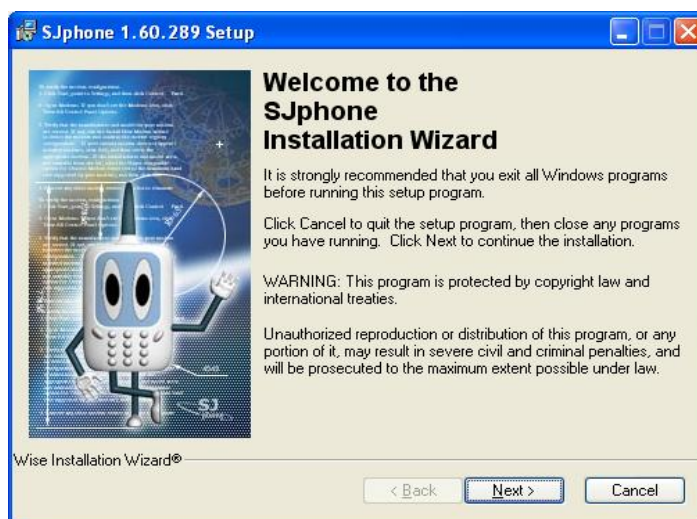 SJphone 1.60.289 Setup
Welcome to the
SJphone
Installation Wizard
It is strongly recommended that you exit all Windows programs
before running this setup program.
Click Cancel to quit the setup program, then close any programs
you have running. Click Next to continue the installation.
WARNING: This program is protected by copyright law and
international treaties.
Unauthorized reproduction or distribution of this program, or any
portion of it, may result in severe civil and criminal penalties, and
will be prosecuted to the maximum extent possible under law.
SJ
Wise Installation Wizard®
< Back Next > Cancel